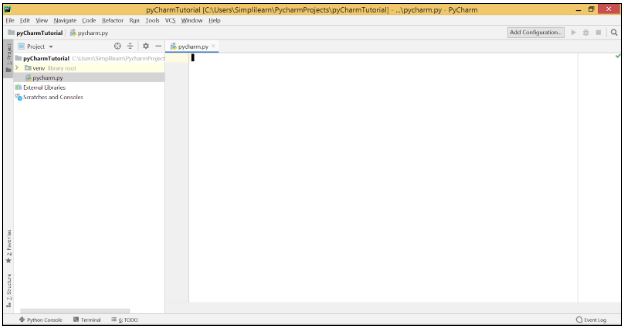 pyCharmTutorial [C:\Users\Simplilearn\PycharmProjects\pyCharmTutorial] - ...\pycharm.py - PyCharm
File Edit View Navigate Code Refactor Run Tools VCS Window Help
pyCharmTutorial pycharm.py Add Configuration...
Project pycharm.py
1: Project
pyCharmTutorial C:\Users\Simplilearn\PycharmProject
venv library root
pycharm.py
External Libraries
Scratches and Consoles
2: Favorites
Z: Structure
Python Console Terminal 6: TODO Event Log